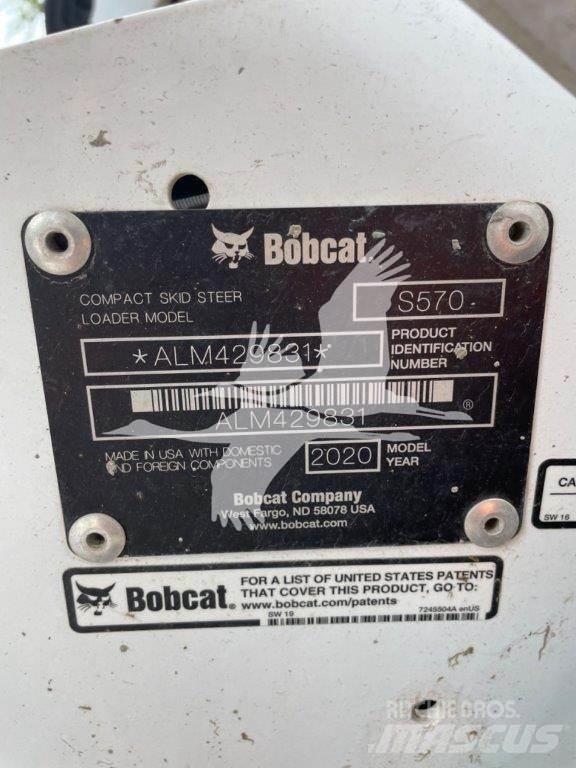 Bobcat
COMPACT SKID STEER
LOADER MODEL
S570
*ALM429831*
PRODUCT
IDENTIFICATION
NUMBER
ALM429831
®
MADE IN USA WITH DOMESTIC
AND FOREIGN COMPONENTS
2020
MODEL
YEAR
Bobcat Company
West Fargo, ND 58078 USA
www.bobcat.com
CA
SW 16
Bobcat®
FOR A LIST OF UNITED STATES PATENTS
THAT COVER THIS PRODUCT, GO TO:
www.bobcat.com/patents
SW 19
7245504A enUS
RITCHIE BROS.
MASCUS